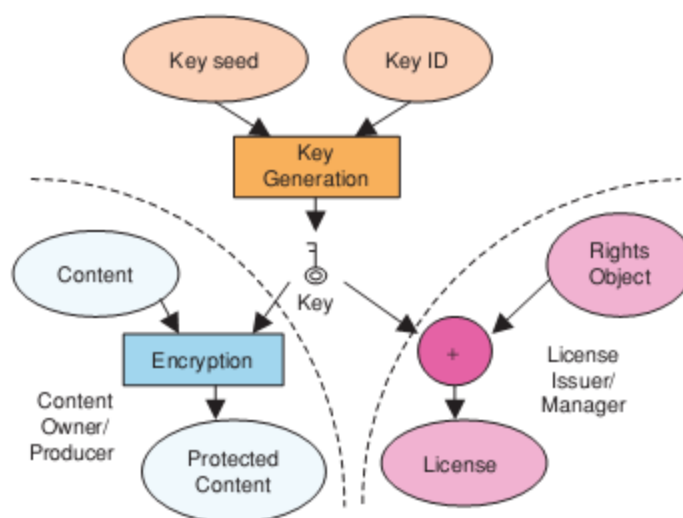 Key seed
Key ID
Key
Generation
Content
Key
Rights
Object
Encryption
+
License
Issuer/
Manager
Content
Owner/
Producer
Protected
Content
License